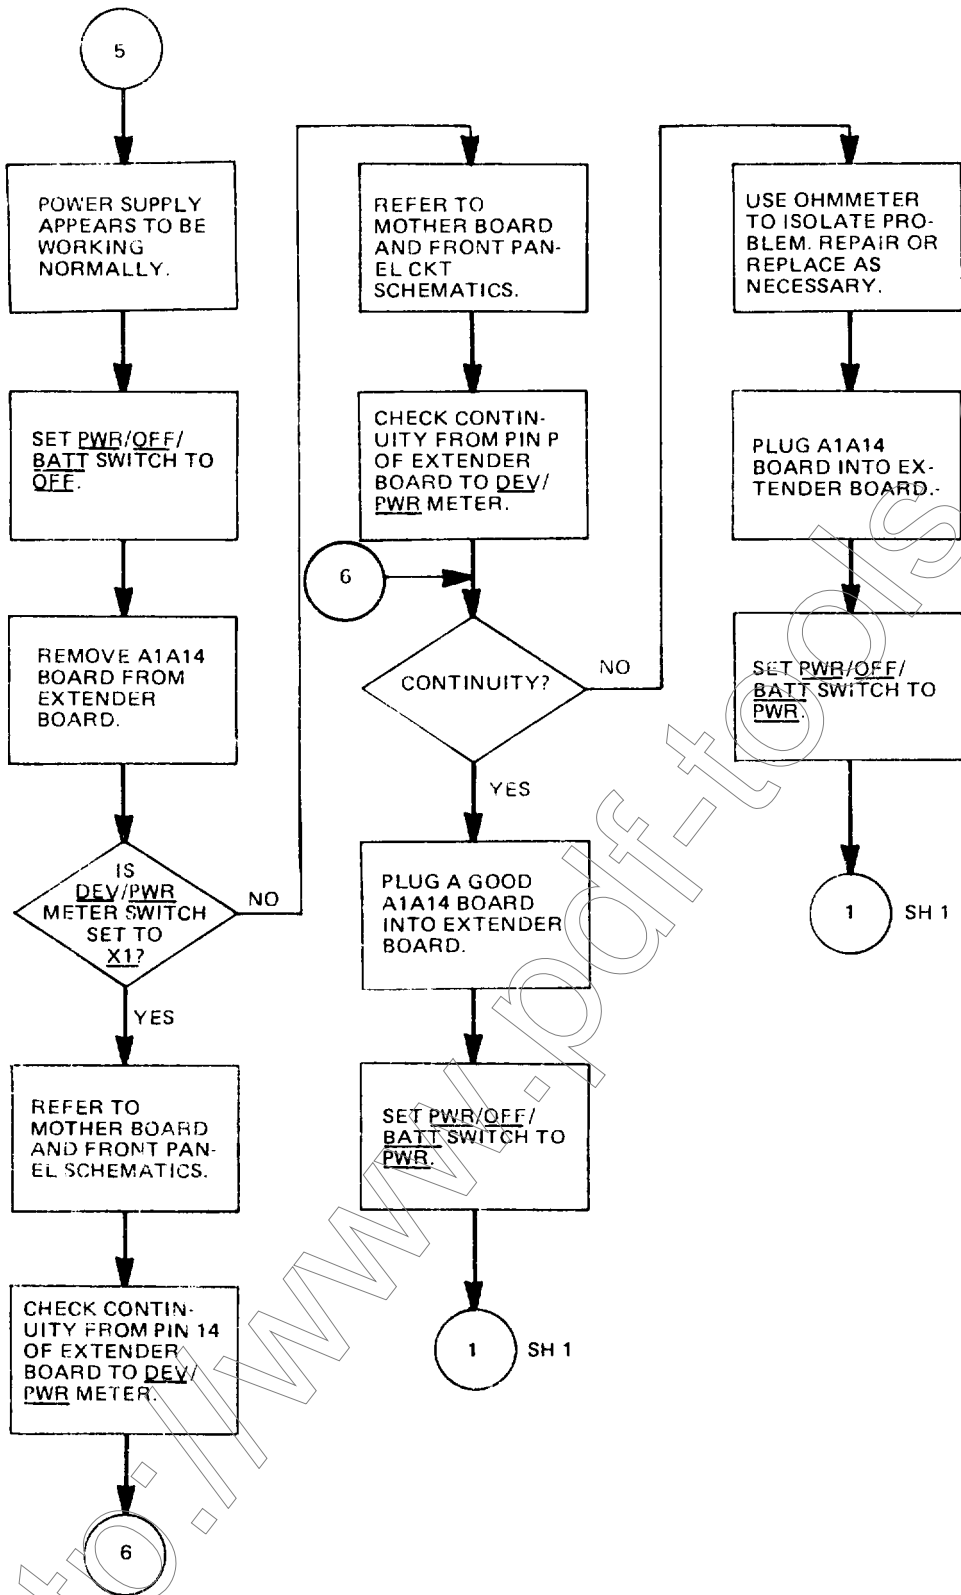 5
POWER SUPPLY
APPEARS TO BE
WORKING
NORMALLY.
SET PWR/OFF/
BATT SWITCH TO
OFF.
REMOVE A1A14
BOARD FROM
EXTENDER
BOARD.
IS
DEV/PWR
METER SWITCH
SET TO
X1?
NO
YES
REFER TO
MOTHER BOARD
AND FRONT PAN-
EL SCHEMATICS.
CHECK CONTIN-
UITY FROM PIN 14
OF EXTENDER
BOARD TO DEV/
PWR METER.
6
REFER TO
MOTHER BOARD
AND FRONT PAN-
EL CKT
SCHEMATICS.
CHECK CONTIN-
UITY FROM PIN P
OF EXTENDER
BOARD TO DEV/
PWR METER.
6
CONTINUITY?
NO
YES
PLUG A GOOD
A1A14 BOARD
INTO EXTENDER
BOARD.
SET PWR/OFF/
BATT SWITCH TO
PWR.
1 SH 1
USE OHMMETER
TO ISOLATE PRO-
BLEM. REPAIR OR
REPLACE AS
NECESSARY.
PLUG A1A14
BOARD INTO EX-
TENDER BOARD.
SET PWR/OFF/
BATT SWITCH TO
PWR.
1 SH 1
tp://www.pdf-tools